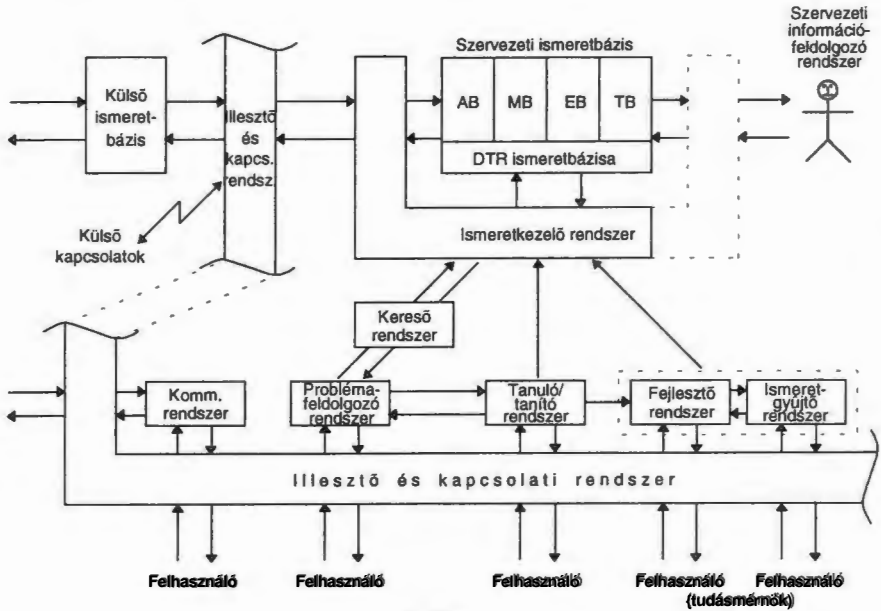 Szervezeti
információ-
feldolgozó
rendszer
Szervezeti ismeretbázis
Külső
ismeret-
bázis
Illesztő
és
kapcs.
rendsz.
AB
MB
EB
TB
DTR ismeretbázisa
Külső
kapcsolatok
Ismeretkezelő rendszer
Kereső
rendszer
Komm.
rendszer
Probléma-
feldolgozó
rendszer
Tanuló/
tanító
rendszer
Fejlesztő
rendszer
Ismeret-
gyűjtő
rendszer
Illesztő és kapcsolati rendszer
Felhasználó
Felhasználó
Felhasználó
Felhasználó
Felhasználó
(tudásmérnök)